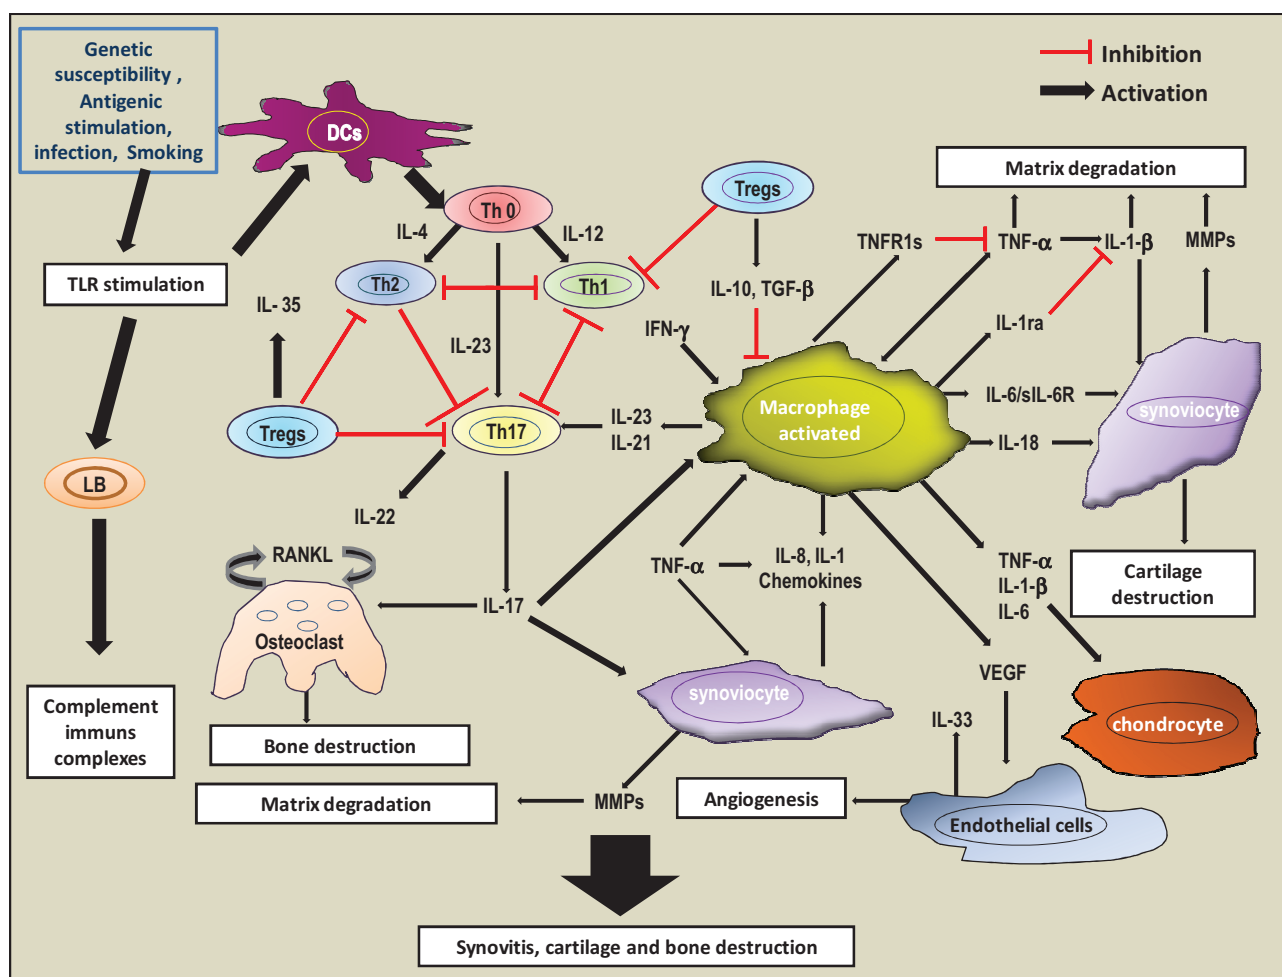 Genetic
susceptibility ,
Antigenic
stimulation,
infection, Smoking
DCs
Inhibition
Activation
Matrix degradation
Th 0
Tregs
IL-4
IL-12
TNFR1s
TNF-α
IL-1-β
MMPs
TLR stimulation
Th2
Th1
IL- 35
IL-10, TGF-β
IL-23
IFN-γ
IL-1ra
Tregs
Th17
IL-23
IL-21
Macrophage
activated
IL-6/sIL-6R
IL-18
synoviocyte
LB
IL-22
RANKL
Osteoclast
IL-17
TNF-α
IL-8, IL-1
Chemokines
TNF-α
IL-1-β
IL-6
Cartilage
destruction
synoviocyte
VEGF
IL-33
chondrocyte
Complement
immuns
complexes
Bone destruction
Matrix degradation
MMPs
Angiogenesis
Endothelial cells
Synovitis, cartilage and bone destruction